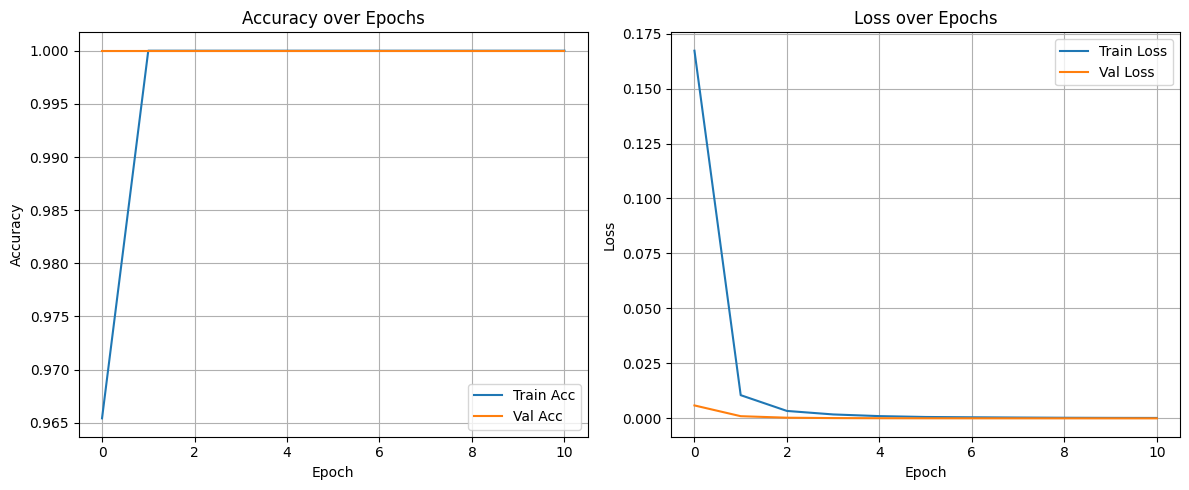 Accuracy over Epochs
1.000
0.995
0.990
0.985
0.980
0.975
0.970
0.965
Accuracy
0 2 4 6 8 10
Epoch
Train Acc
Val Acc
Loss over Epochs
0.175
0.150
0.125
0.100
0.075
0.050
0.025
0.000
Loss
0 2 4 6 8 10
Epoch
Train Loss
Val Loss